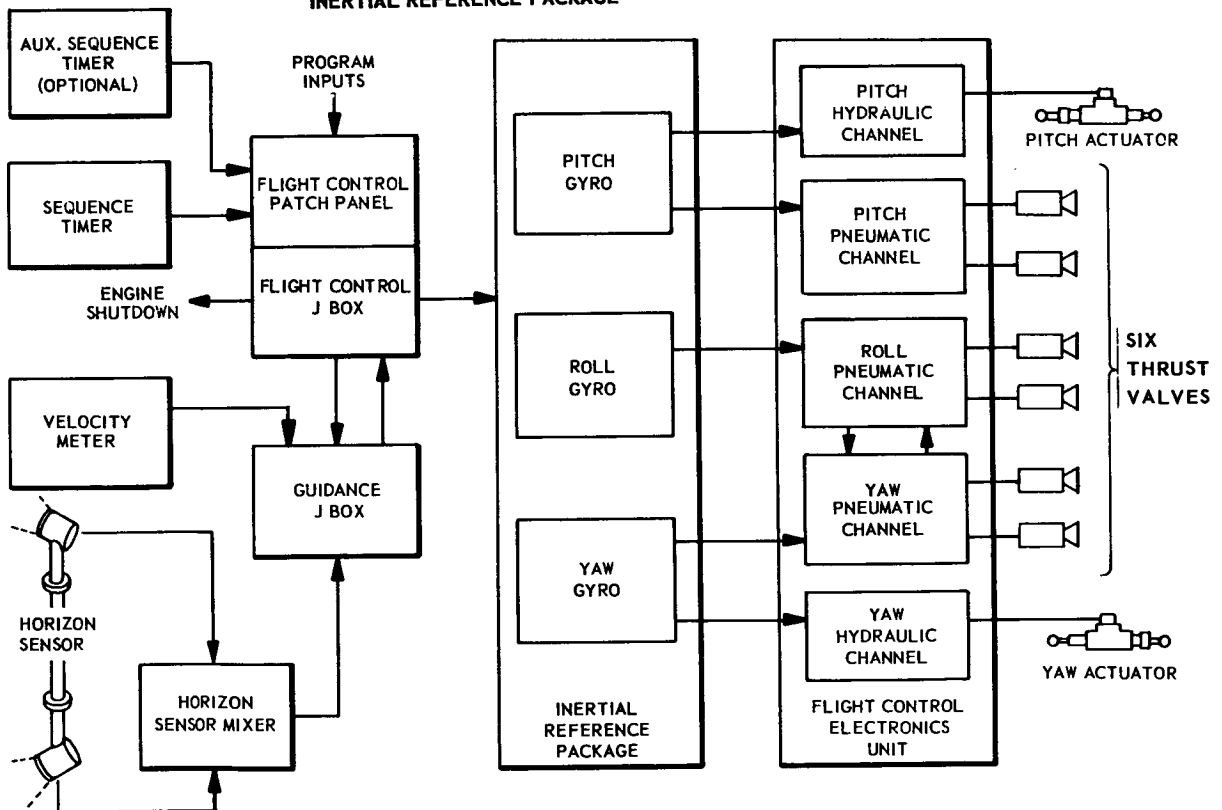 INERTIAL REFERENCE PACKAGE
AUX. SEQUENCE
TIMER
(OPTIONAL)
PROGRAM
INPUTS
SEQUENCE
TIMER
FLIGHT CONTROL
PATCH PANEL
FLIGHT CONTROL
J BOX
ENGINE
SHUTDOWN
VELOCITY
METER
GUIDANCE
J BOX
HORIZON
SENSOR
HORIZON
SENSOR MIXER
PITCH
GYRO
ROLL
GYRO
YAW
GYRO
INERTIAL
REFERENCE
PACKAGE
PITCH
HYDRAULIC
CHANNEL
PITCH
PNEUMATIC
CHANNEL
ROLL
PNEUMATIC
CHANNEL
YAW
PNEUMATIC
CHANNEL
YAW
HYDRAULIC
CHANNEL
FLIGHT CONTROL
ELECTRONICS
UNIT
PITCH ACTUATOR
SIX
THRUST
VALVES
YAW ACTUATOR